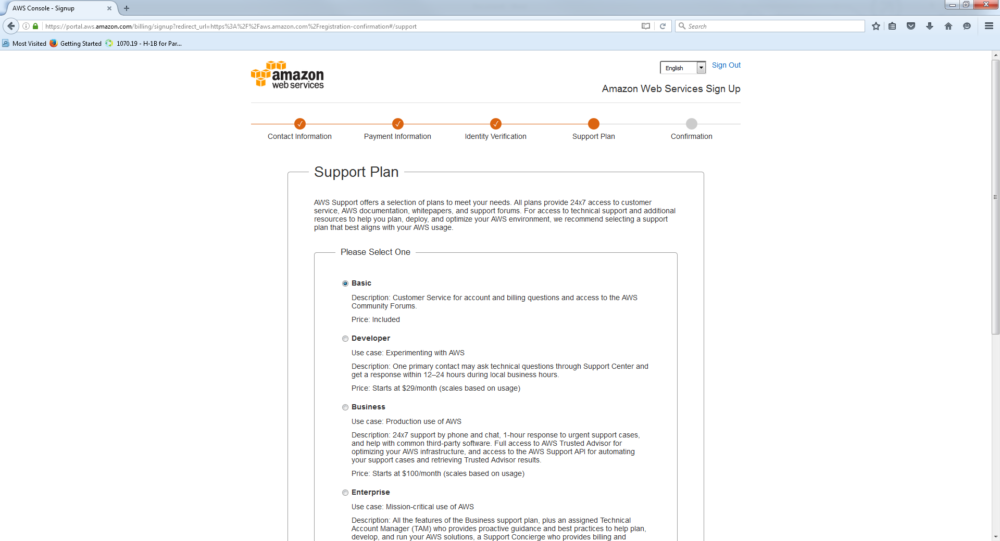 AWS Console - Signup
https://portal.aws.amazon.com/billing/signup?redirect_url=https%3A%2F%2Faws.amazon.com%2Fregistration-confirmation#/support
Search
Most Visited
Getting Started
1070.19 - H-1B for Par...
amazon
web services
English
Sign Out
Amazon Web Services Sign Up
Contact Information
Payment Information
Identity Verification
Support Plan
Confirmation
Support Plan
AWS Support offers a selection of plans to meet your needs. All plans provide 24x7 access to customer
service, AWS documentation, whitepapers, and support forums. For access to technical support and additional
resources to help you plan, deploy, and optimize your AWS environment, we recommend selecting a support
plan that best aligns with your AWS usage.
Please Select One
Basic
Description: Customer Service for account and billing questions and access to the AWS
Community Forums.
Price: Included
Developer
Use case: Experimenting with AWS
Description: One primary contact may ask technical questions through Support Center and
get a response within 12–24 hours during local business hours.
Price: Starts at $29/month (scales based on usage)
Business
Use case: Production use of AWS
Description: 24x7 support by phone and chat, 1-hour response to urgent support cases,
and help with common third-party software. Full access to AWS Trusted Advisor for
optimizing your AWS infrastructure, and access to the AWS Support API for automating
your support cases and retrieving Trusted Advisor results.
Price: Starts at $100/month (scales based on usage)
Enterprise
Use case: Mission-critical use of AWS
Description: All the features of the Business support plan, plus an assigned Technical
Account Manager (TAM) who provides proactive guidance and best practices to help plan,
develop, and run your AWS solutions, a Support Concierge who provides billing and